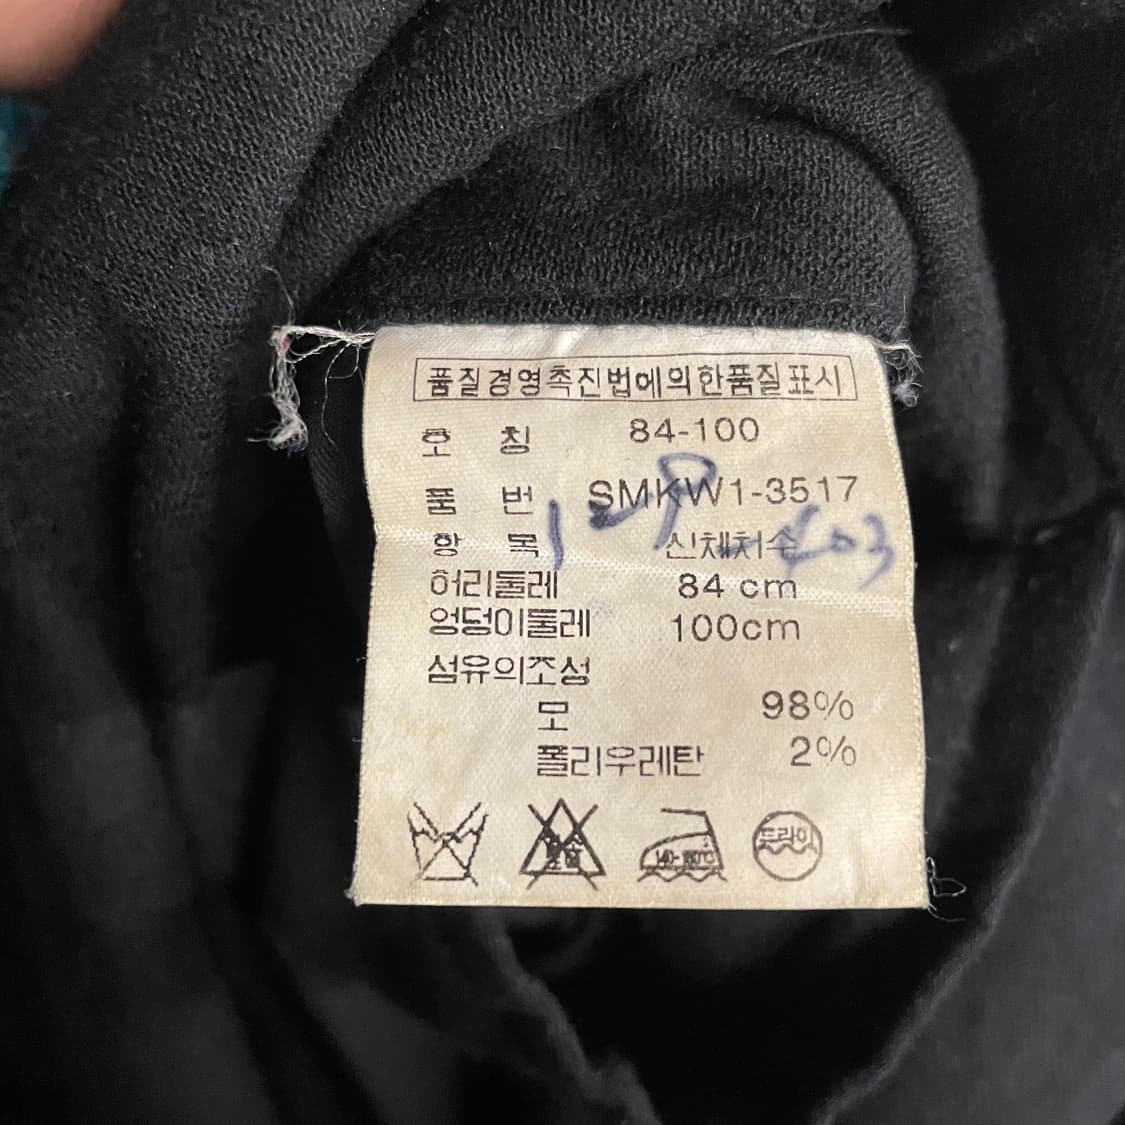 품질경영촉진법에의한품질표시
호 칭 84-100
품 번 SMKW1-3517
항 목 신체치수
허리둘레 84 cm
엉덩이둘레 100cm
섬유의조성
모 98%
폴리우레탄 2%
140-160℃ 드라이